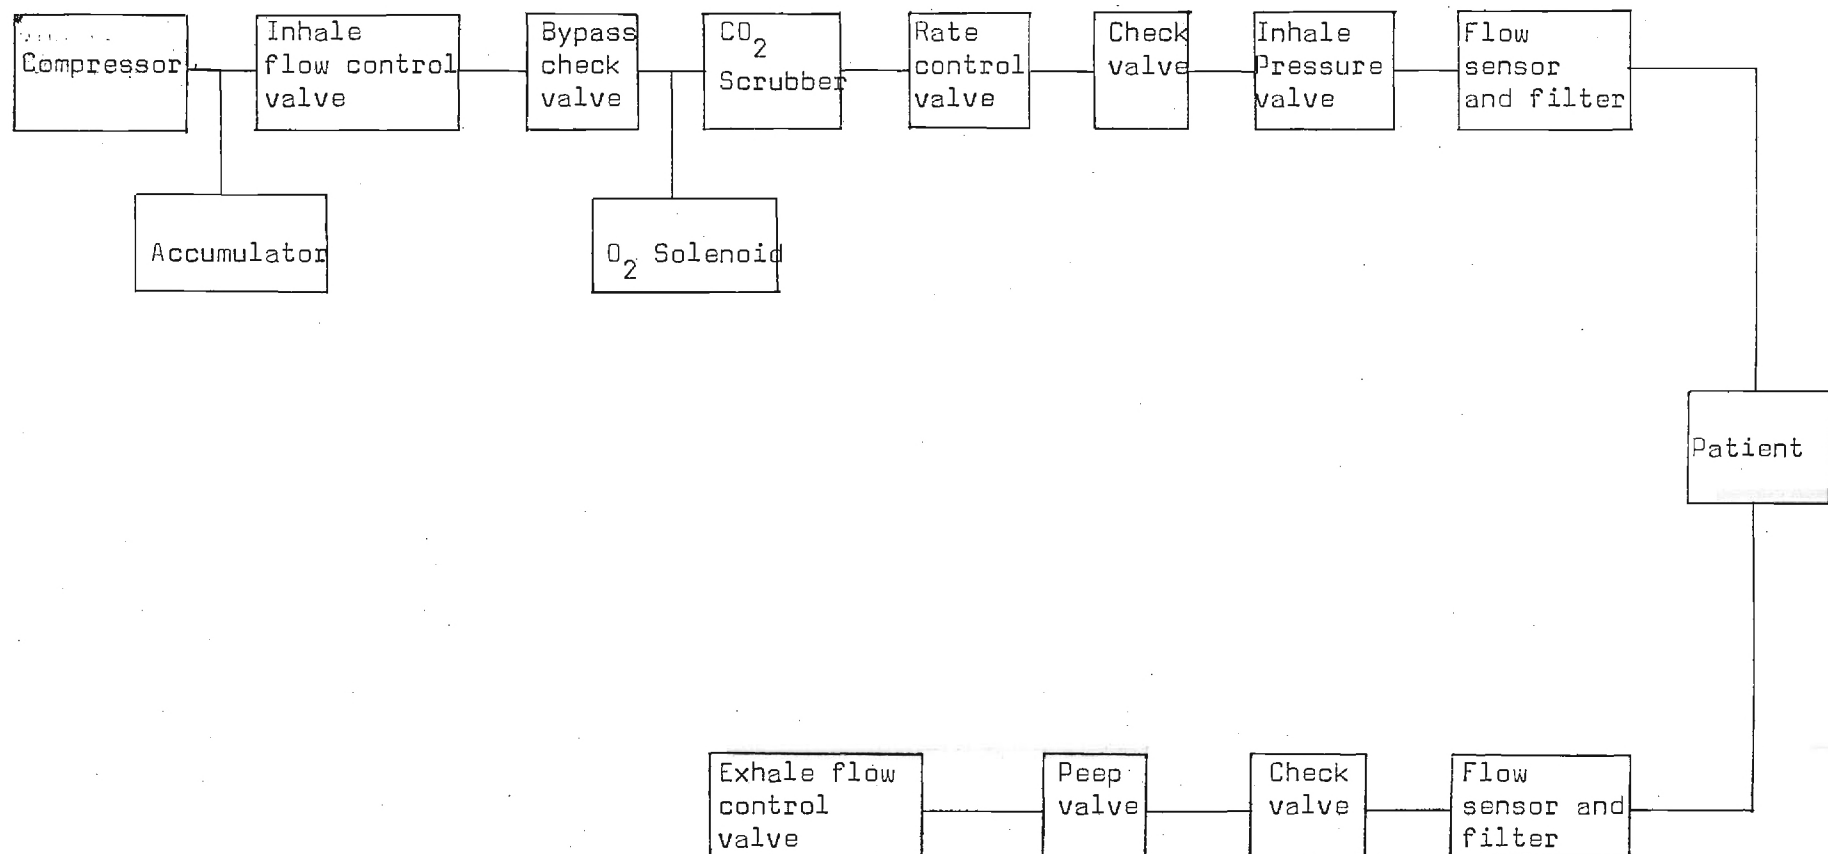 Compressor
Inhale
flow control
valve
Bypass
check
valve
CO2
Scrubber
Rate
control
valve
Check
valve
Inhale
Pressure
valve
Flow
sensor
and filter
Accumulator
O2 Solenoid
Patient
Exhale flow
control
valve
Peep
valve
Check
valve
Flow
sensor and
filter